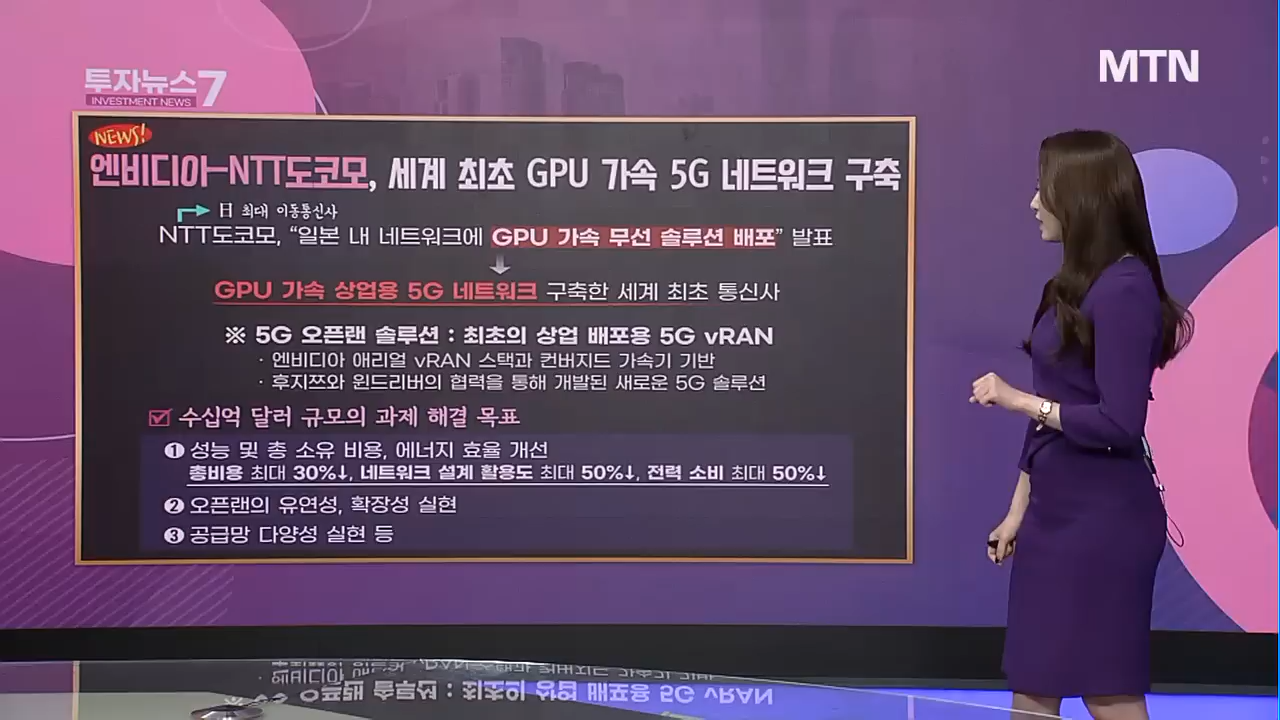 MTN
투자뉴스7
INVESTMENT NEWS
NEWS!
엔비디아-NTT도코모, 세계 최초 GPU 가속 5G 네트워크 구축
日 최대 이동통신사
NTT도코모, “일본 내 네트워크에 GPU 가속 무선 솔루션 배포” 발표
GPU 가속 상업용 5G 네트워크 구축한 세계 최초 통신사
※ 5G 오픈랜 솔루션 : 최초의 상업 배포용 5G vRAN
· 엔비디아 애리얼 vRAN 스택과 컨버지드 가속기 기반
· 후지쯔와 윈드리버의 협력을 통해 개발된 새로운 5G 솔루션
☑ 수십억 달러 규모의 과제 해결 목표
❶ 성능 및 총 소유 비용, 에너지 효율 개선
총비용 최대 30%↓, 네트워크 설계 활용도 최대 50%↓, 전력 소비 최대 50%↓
❷ 오픈랜의 유연성, 확장성 실현
❸ 공급망 다양성 실현 등